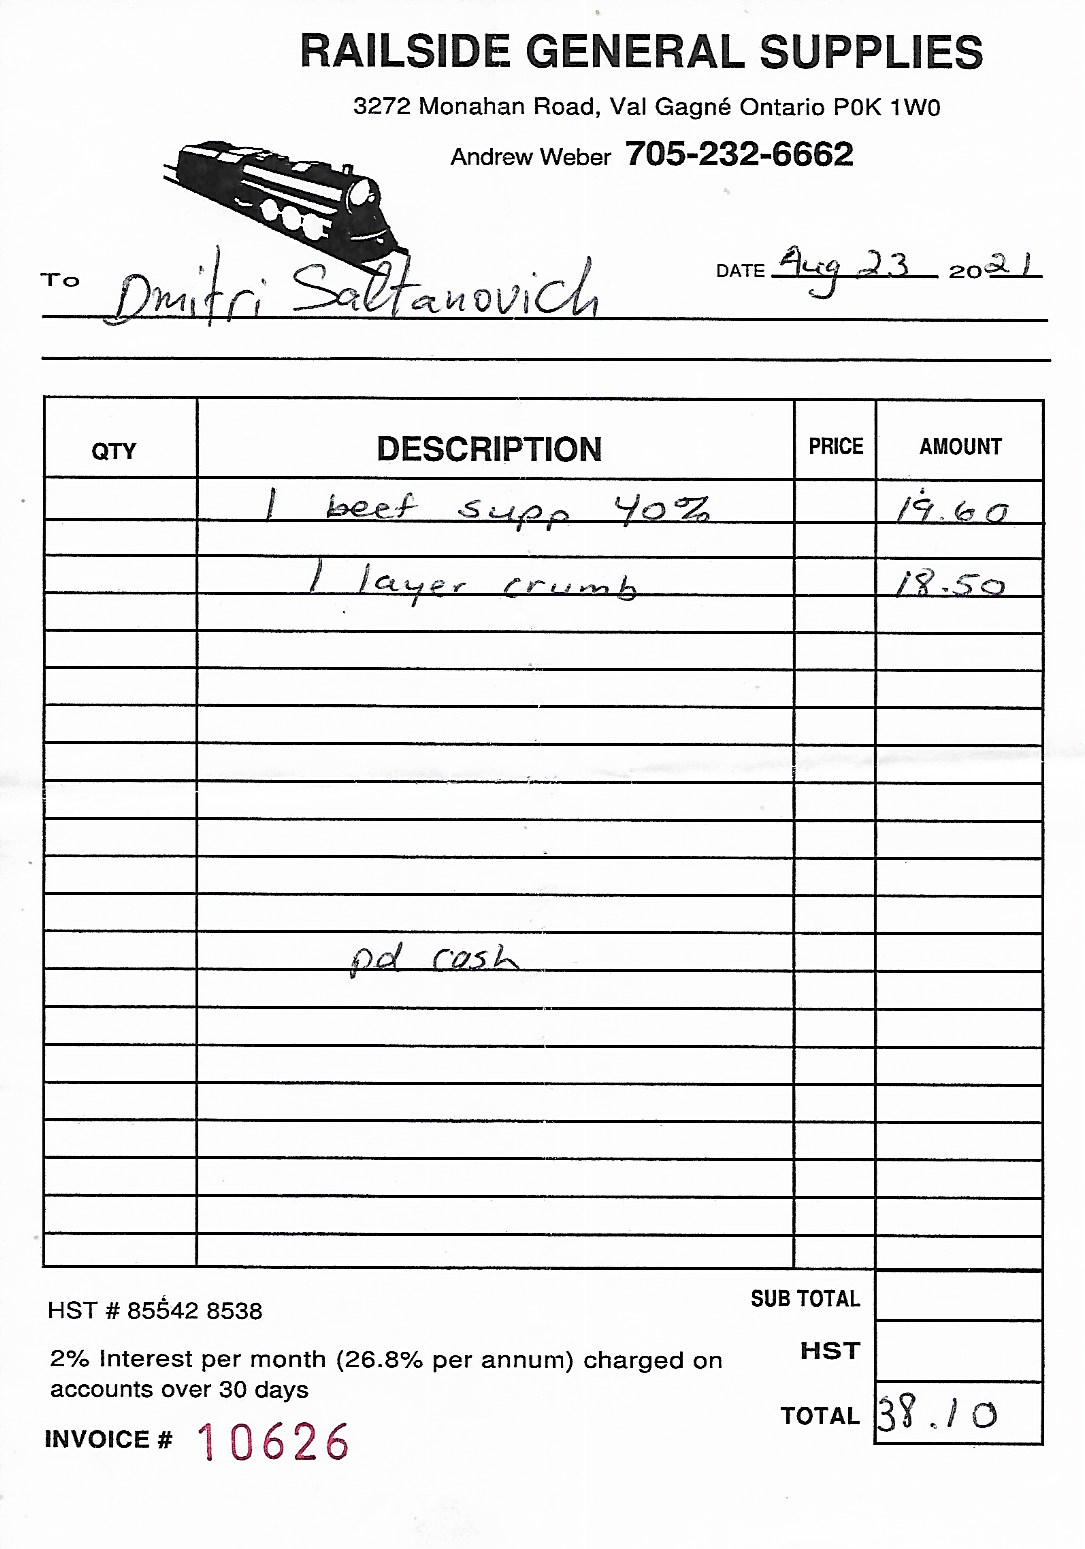 RAILSIDE GENERAL SUPPLIES
3272 Monahan Road, Val Gagné Ontario P0K 1W0
Andrew Weber 705-232-6662
TO Dmitri Saltanovich
DATE Aug 23 2021
QTY DESCRIPTION PRICE AMOUNT
1 beef supp 40% 19.60
1 layer crumb 18.50
pd cash
SUB TOTAL
HST # 85542 8538
HST
2% Interest per month (26.8% per annum) charged on
accounts over 30 days
TOTAL 38.10
INVOICE # 10626